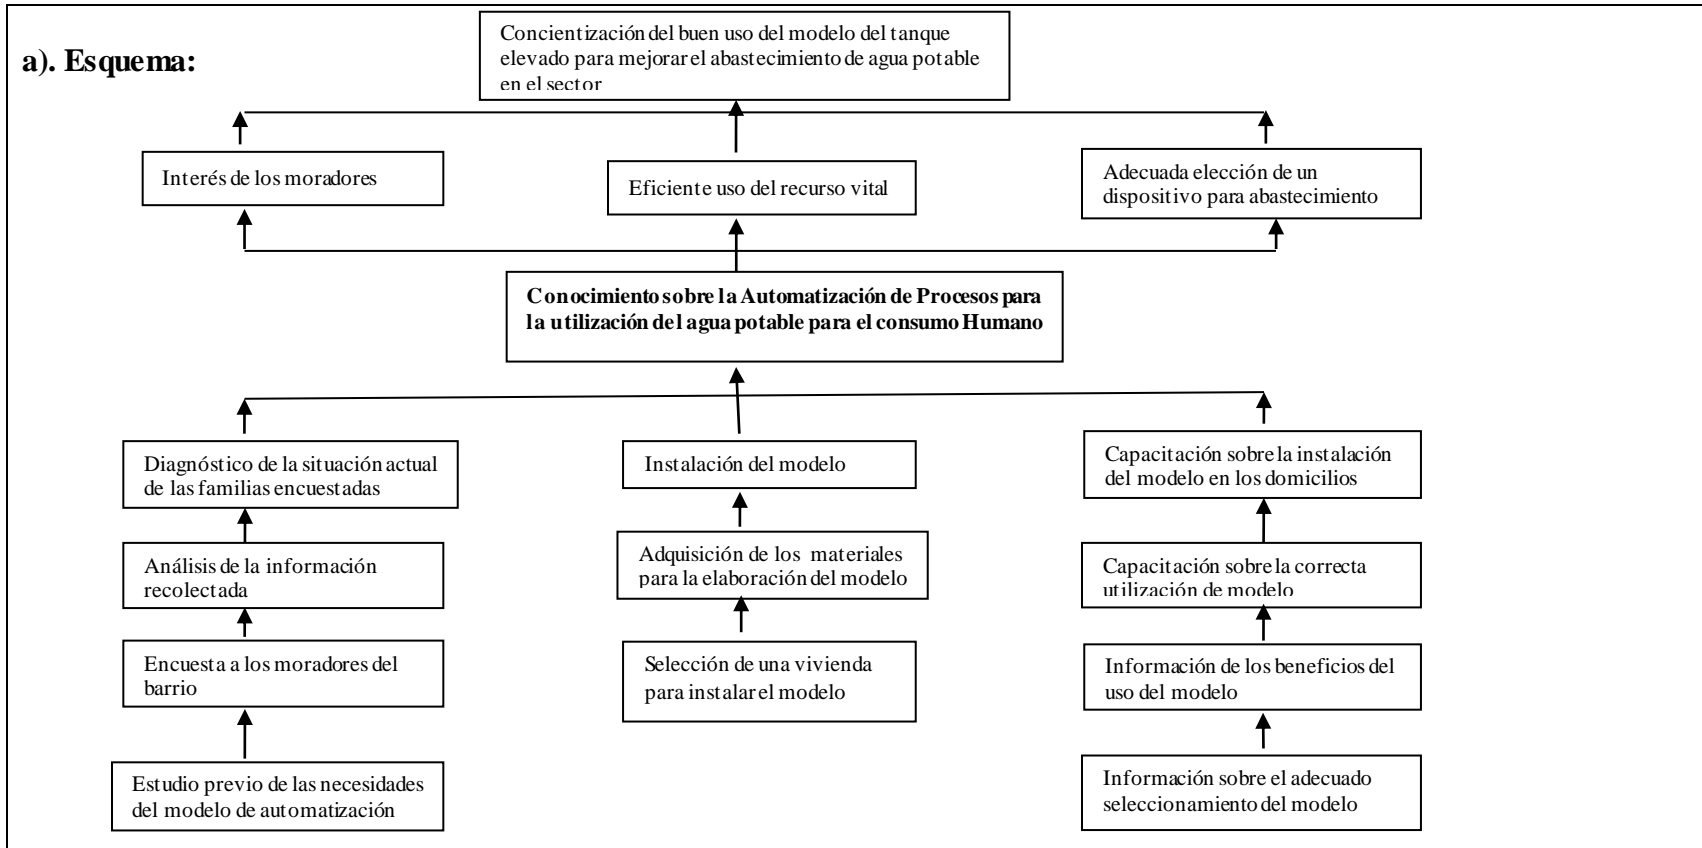 a). Esquema:
Concientización del buen uso del modelo del tanque
elevado para mejorar el abastecimiento de agua potable
en el sector
Interés de los moradores
Eficiente uso del recurso vital
Adecuada elección de un
dispositivo para abastecimiento
Conocimiento sobre la Automatización de Procesos para
la utilización del agua potable para el consumo Humano
Diagnóstico de la situación actual
de las familias encuestadas
Instalación del modelo
Capacitación sobre la instalación
del modelo en los domicilios
Análisis de la información
recolectada
Adquisición de los materiales
para la elaboración del modelo
Capacitación sobre la correcta
utilización de modelo
Encuesta a los moradores del
barrio
Selección de una vivienda
para instalar el modelo
Información de los beneficios del
uso del modelo
Estudio previo de las necesidades
del modelo de automatización
Información sobre el adecuado
seleccionamiento del modelo